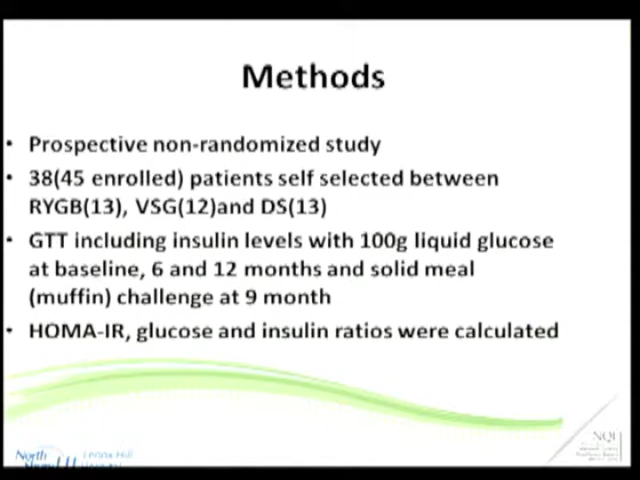 Methods
• Prospective non-randomized study
• 38(45 enrolled) patients self selected between
RYGB(13), VSG(12)and DS(13)
• GTT including insulin levels with 100g liquid glucose
at baseline, 6 and 12 months and solid meal
(muffin) challenge at 9 month
• HOMA-IR, glucose and insulin ratios were calculated
North
Lenox Hill
NQI